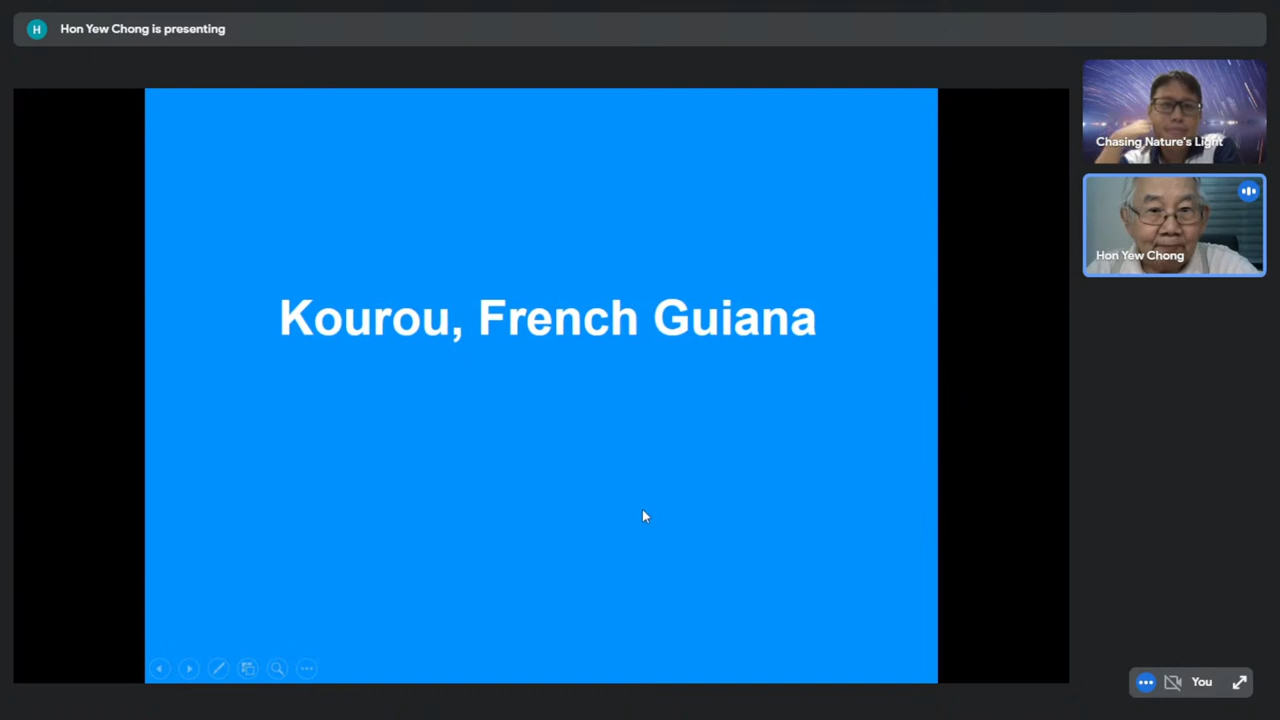 H
Hon Yew Chong is presenting
Chasing Nature's Light
Hon Yew Chong
Kourou, French Guiana
You